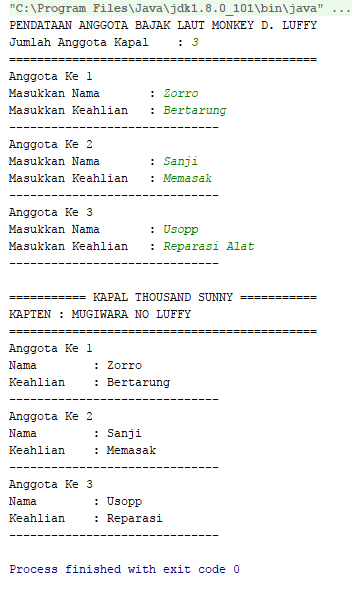 "C:\Program Files\Java\jdk1.8.0_101\bin\java" ...
PENDATAAN ANGGOTA BAJAK LAUT MONKEY D. LUFFY
Jumlah Anggota Kapal    : 3
============================================
Anggota Ke 1
Masukkan Nama       : Zorro
Masukkan Keahlian   : Bertarung
------------------------------
Anggota Ke 2
Masukkan Nama       : Sanji
Masukkan Keahlian   : Memasak
------------------------------
Anggota Ke 3
Masukkan Nama       : Usopp
Masukkan Keahlian   : Reparasi Alat
------------------------------
=========== KAPAL THOUSAND SUNNY ===========
KAPTEN : MUGIWARA NO LUFFY
============================================
Anggota Ke 1
Nama        : Zorro
Keahlian    : Bertarung
------------------------------
Anggota Ke 2
Nama        : Sanji
Keahlian    : Memasak
------------------------------
Anggota Ke 3
Nama        : Usopp
Keahlian    : Reparasi
------------------------------
Process finished with exit code 0